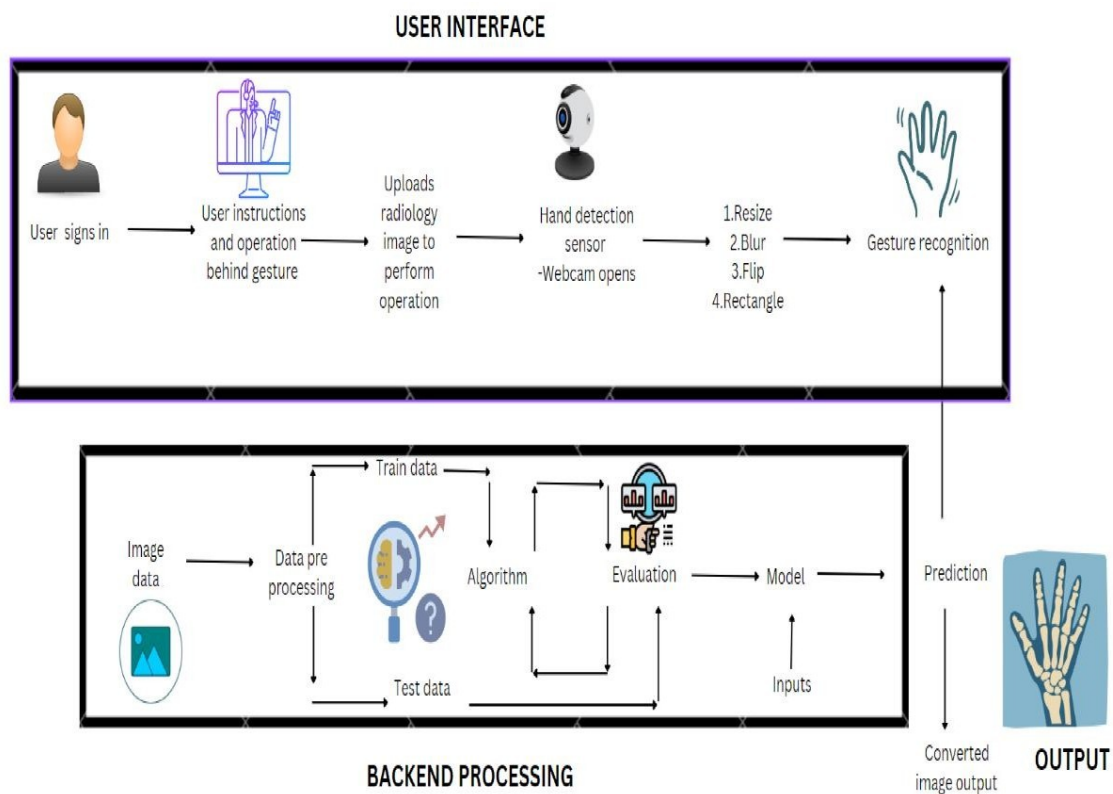 USER INTERFACE
User signs in
User instructions
and operation
behind gesture
Uploads
radiology
image to
perform
operation
Hand detection
sensor
-Webcam opens
1.Resize
2.Blur
3.Flip
4.Rectangle
Gesture recognition
Image
data
Data pre
processing
Train data
Test data
Algorithm
Evaluation
Model
Inputs
Prediction
Converted
image output
OUTPUT
BACKEND PROCESSING
?